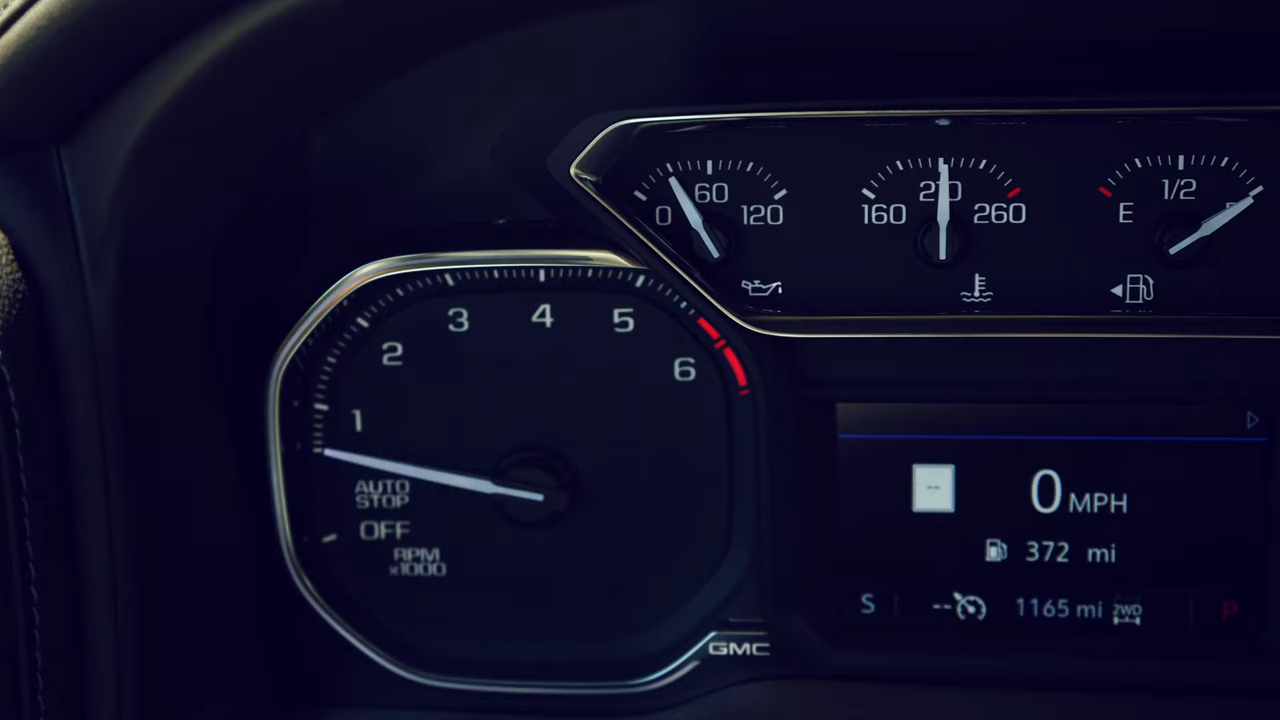 0 60 120
160 210 260
E 1/2
1 2 3 4 5 6
AUTO
STOP
OFF
RPM
x1000
GMC
--
0 MPH
372 mi
S -- 1165 mi 2WD P